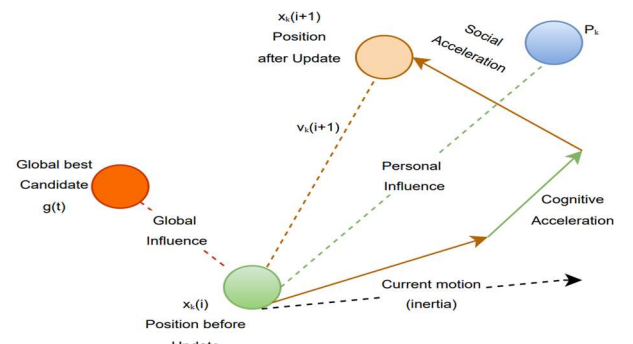 xₖ(i+1)
Position
after Update
Social
Acceleration
Pₖ
vₖ(i+1)
Global best
Candidate
g(t)
Personal
Influence
Cognitive
Acceleration
Global
Influence
Current motion
(inertia)
xₖ(i)
Position before
Update